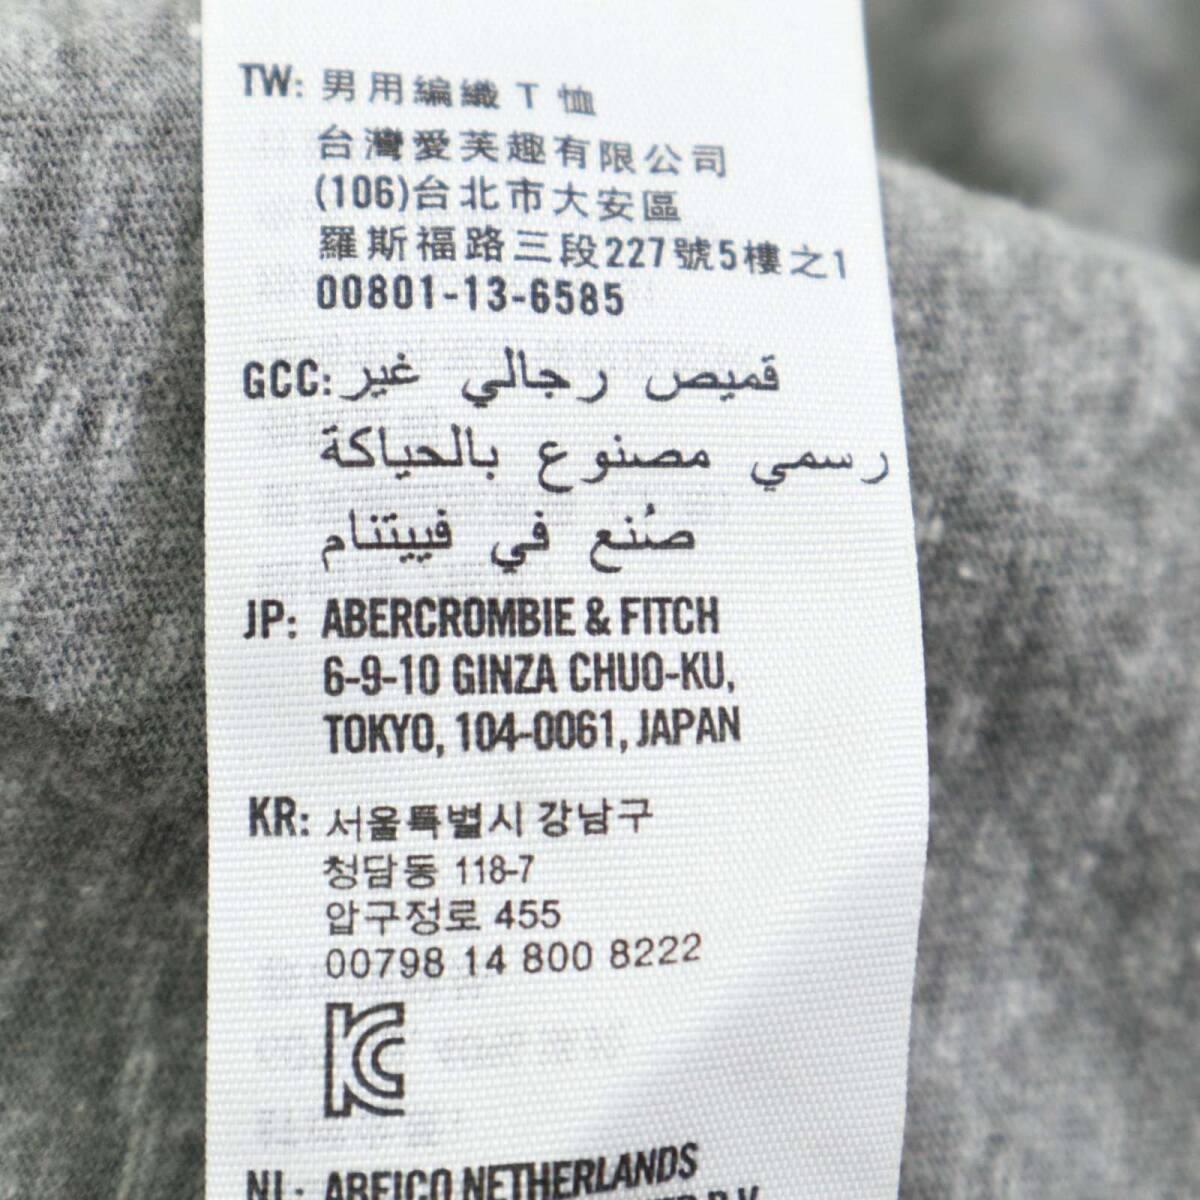 TW: 男用編織 T 恤
台灣愛芙趣有限公司
(106)台北市大安區
羅斯福路三段227號5樓之1
00801-13-6585
GCC: قميص رجالي غير
رسمي مصنوع بالحياكة
صُنع في فييتنام
JP: ABERCROMBIE & FITCH
6-9-10 GINZA CHUO-KU,
TOKYO, 104-0061, JAPAN
KR: 서울특별시 강남구
청담동 118-7
압구정로 455
00798 14 800 8222
KC
NL: ABFICO NETHERLANDS